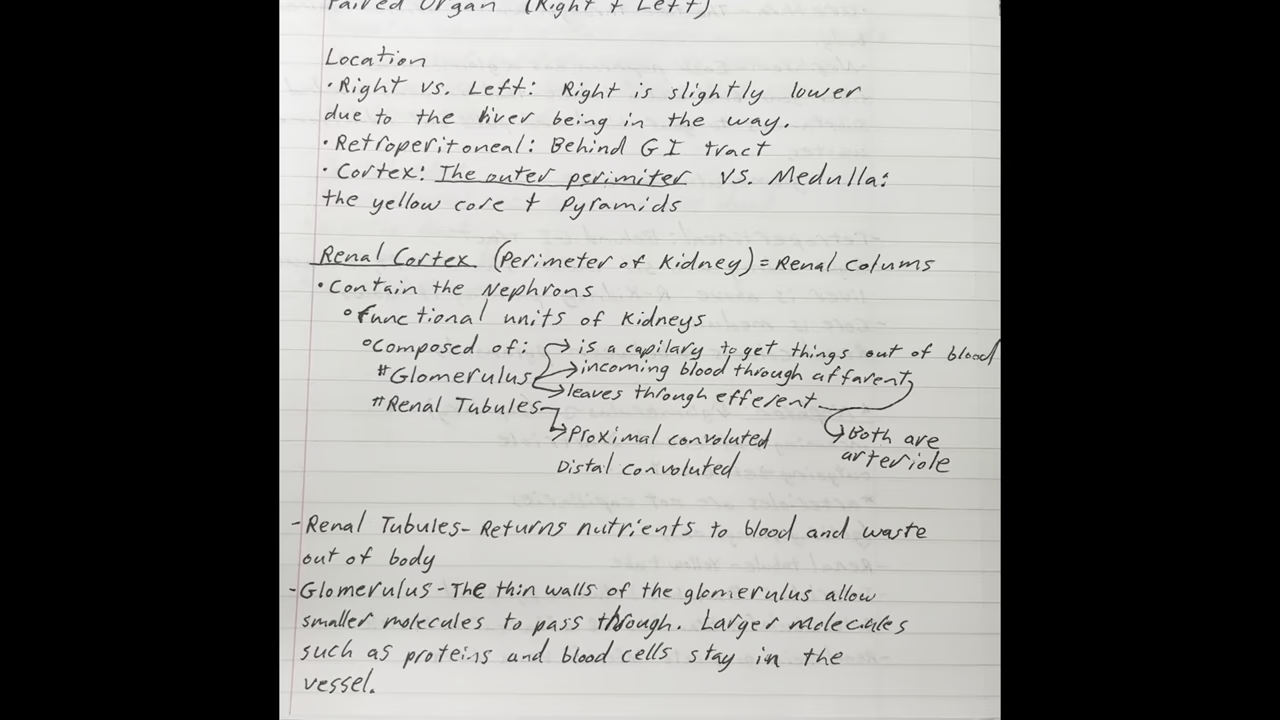 Paired Organ (Right + Left)
Location
• Right vs. Left: Right is slightly lower
due to the liver being in the way.
• Retroperitoneal: Behind GI tract
• Cortex: The outer perimiter vs. Medulla:
the yellow core + Pyramids
Renal Cortex (Perimeter of Kidney) = Renal colums
• Contain the Nephrons
° Functional units of Kidneys
° Composed of: → is a capilary to get things out of blood
# Glomerulus → incoming blood through affarent
→ leaves through efferent
# Renal Tubules → Both are
→ Proximal convoluted arteriole
Distal convoluted
- Renal Tubules - Returns nutrients to blood and waste
out of body
- Glomerulus - The thin walls of the glomerulus allow
smaller molecules to pass through. Larger molecules
such as proteins and blood cells stay in the
vessel.